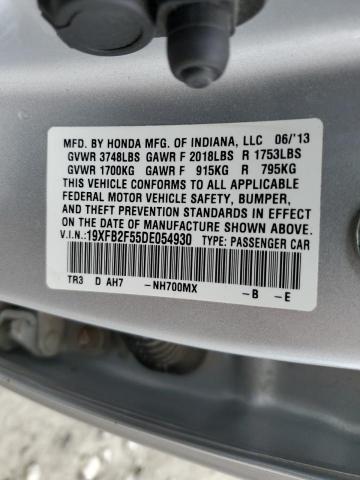 MFD. BY HONDA MFG. OF INDIANA, LLC 06/'13
GVWR 3748LBS GAWR F 2018LBS R 1753LBS
GVWR 1700KG GAWR F 915KG R 795KG
THIS VEHICLE CONFORMS TO ALL APPLICABLE
FEDERAL MOTOR VEHICLE SAFETY, BUMPER,
AND THEFT PREVENTION STANDARDS IN EFFECT
ON THE DATE OF MANUFACTURE SHOWN ABOVE.
V.I.N.:19XFB2F55DE054930 TYPE: PASSENGER CAR
TR3 D AH7 -NH700MX -B -E